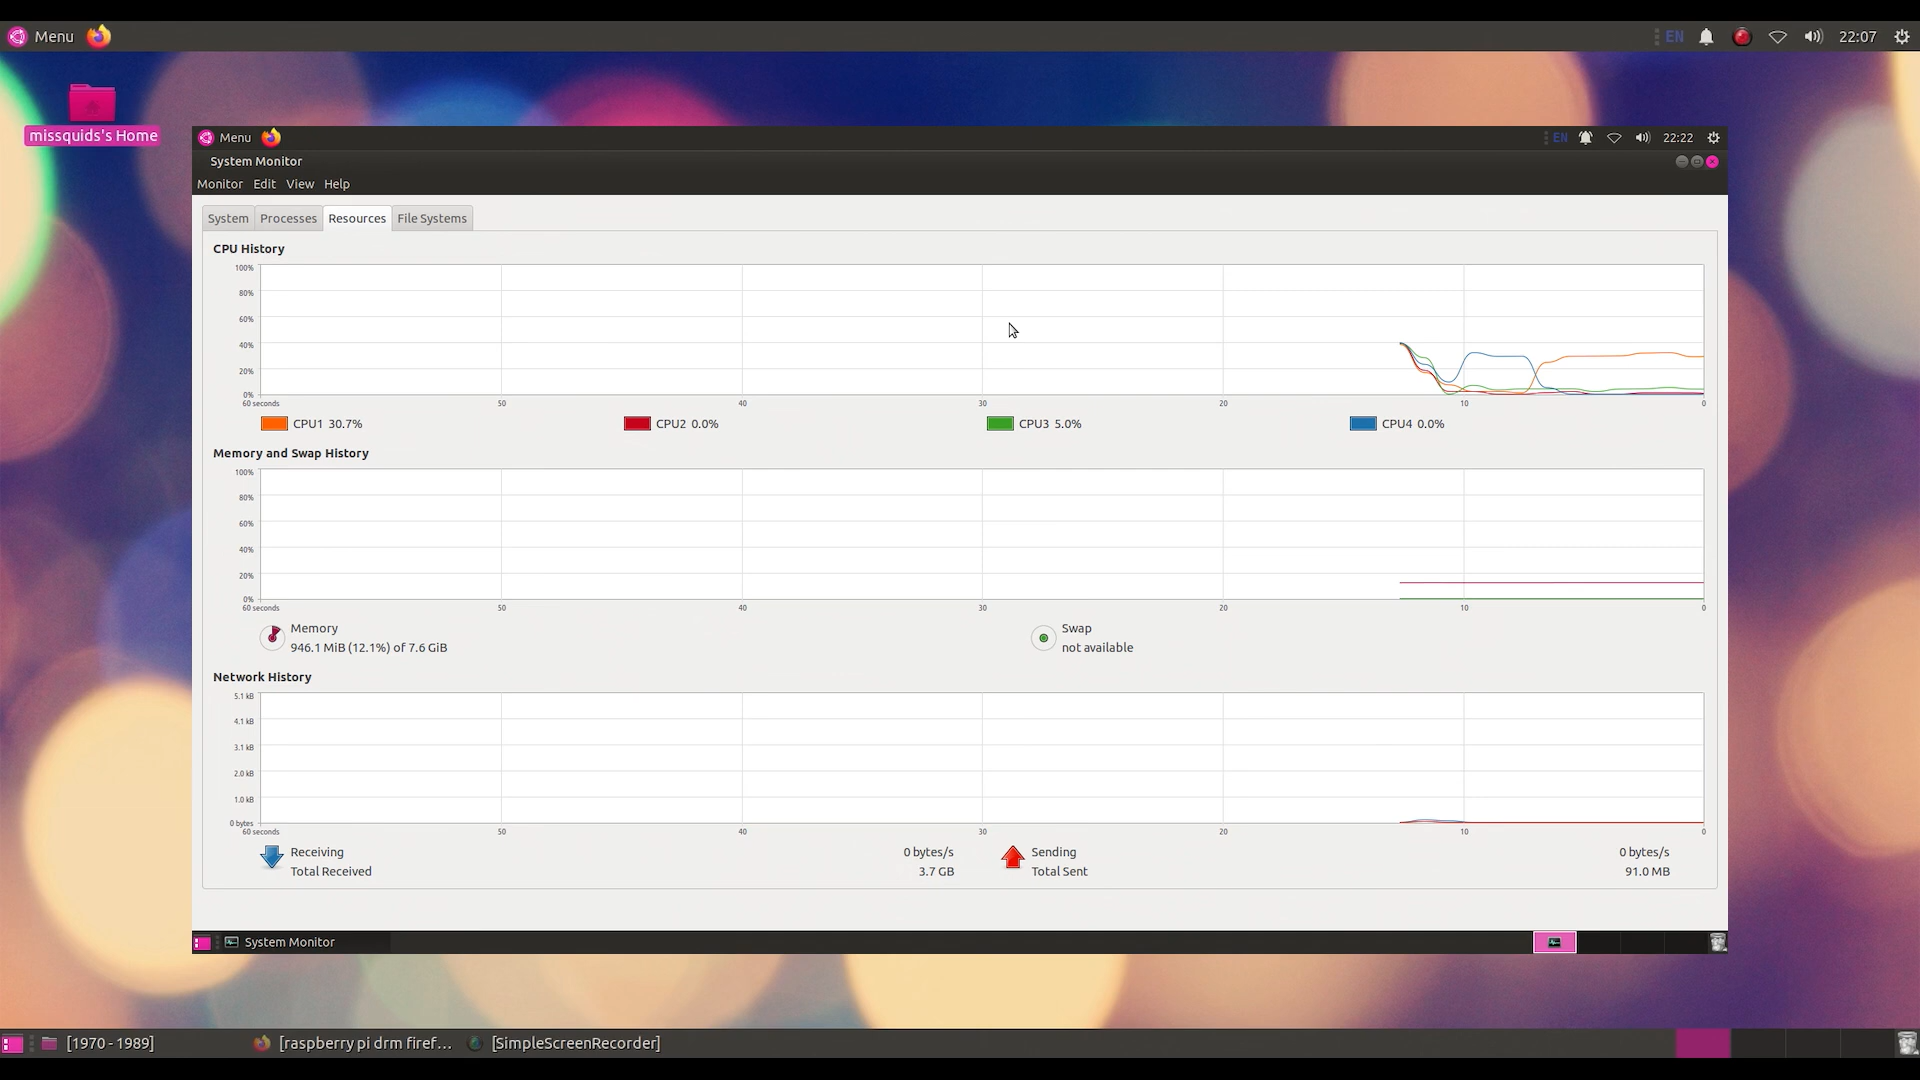 Menu
EN
22:07
missquids's Home
Menu
EN
22:22
System Monitor
Monitor Edit View Help
System Processes Resources File Systems
CPU History
100%
80%
60%
40%
20%
0%
60 seconds 50 40 30 20 10 0
CPU1 30.7% CPU2 0.0% CPU3 5.0% CPU4 0.0%
Memory and Swap History
100%
80%
60%
40%
20%
0%
60 seconds 50 40 30 20 10 0
Memory
946.1 MiB (12.1%) of 7.6 GiB
Swap
not available
Network History
5.1 kB
4.1 kB
3.1 kB
2.0 kB
1.0 kB
0 bytes
60 seconds 50 40 30 20 10 0
Receiving 0 bytes/s
Total Received 3.7 GB
Sending 0 bytes/s
Total Sent 91.0 MB
System Monitor
[1970 - 1989]
[raspberry pi drm firef...
[SimpleScreenRecorder]